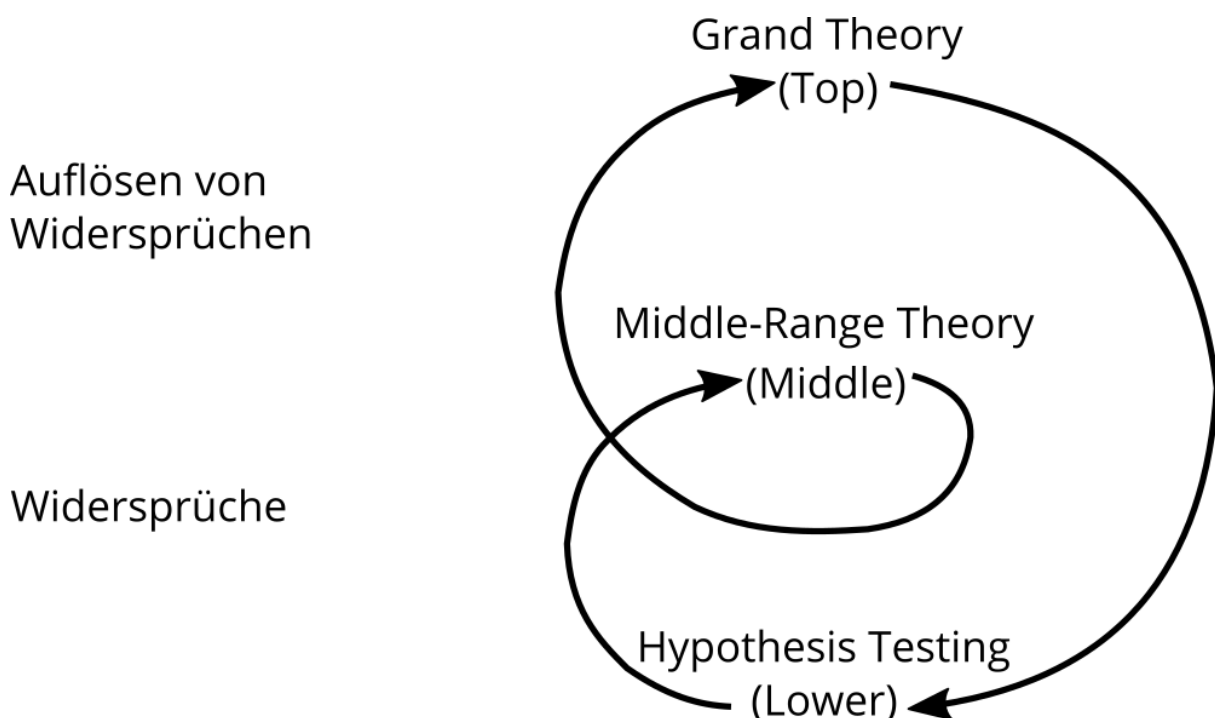 Grand Theory
(Top)
Auflösen von
Widersprüchen
Middle-Range Theory
(Middle)
Widersprüche
Hypothesis Testing
(Lower)